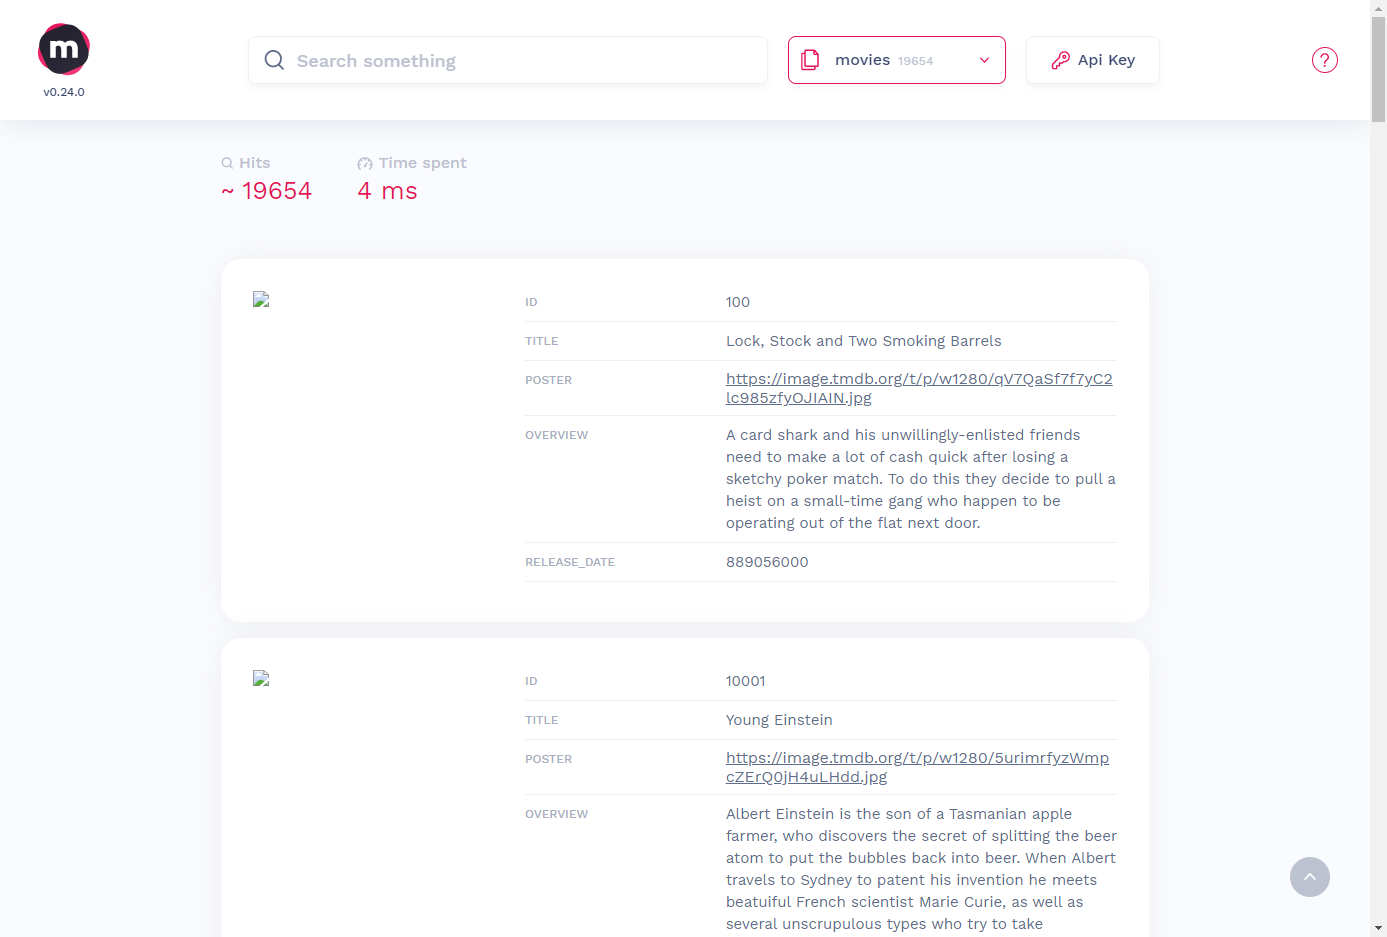 m
v0.24.0
Search something
movies 19654
Api Key
?
Hits
~ 19654
Time spent
4 ms
ID 100
TITLE Lock, Stock and Two Smoking Barrels
POSTER https://image.tmdb.org/t/p/w1280/qV7QaSf7f7yC2
lc985zfyOJIAIN.jpg
OVERVIEW A card shark and his unwillingly-enlisted friends
need to make a lot of cash quick after losing a
sketchy poker match. To do this they decide to pull a
heist on a small-time gang who happen to be
operating out of the flat next door.
RELEASE_DATE 889056000
ID 10001
TITLE Young Einstein
POSTER https://image.tmdb.org/t/p/w1280/5urimrfyzWmp
cZErQ0jH4uLHdd.jpg
OVERVIEW Albert Einstein is the son of a Tasmanian apple
farmer, who discovers the secret of splitting the beer
atom to put the bubbles back into beer. When Albert
travels to Sydney to patent his invention he meets
beatuiful French scientist Marie Curie, as well as
several unscrupulous types who try to take